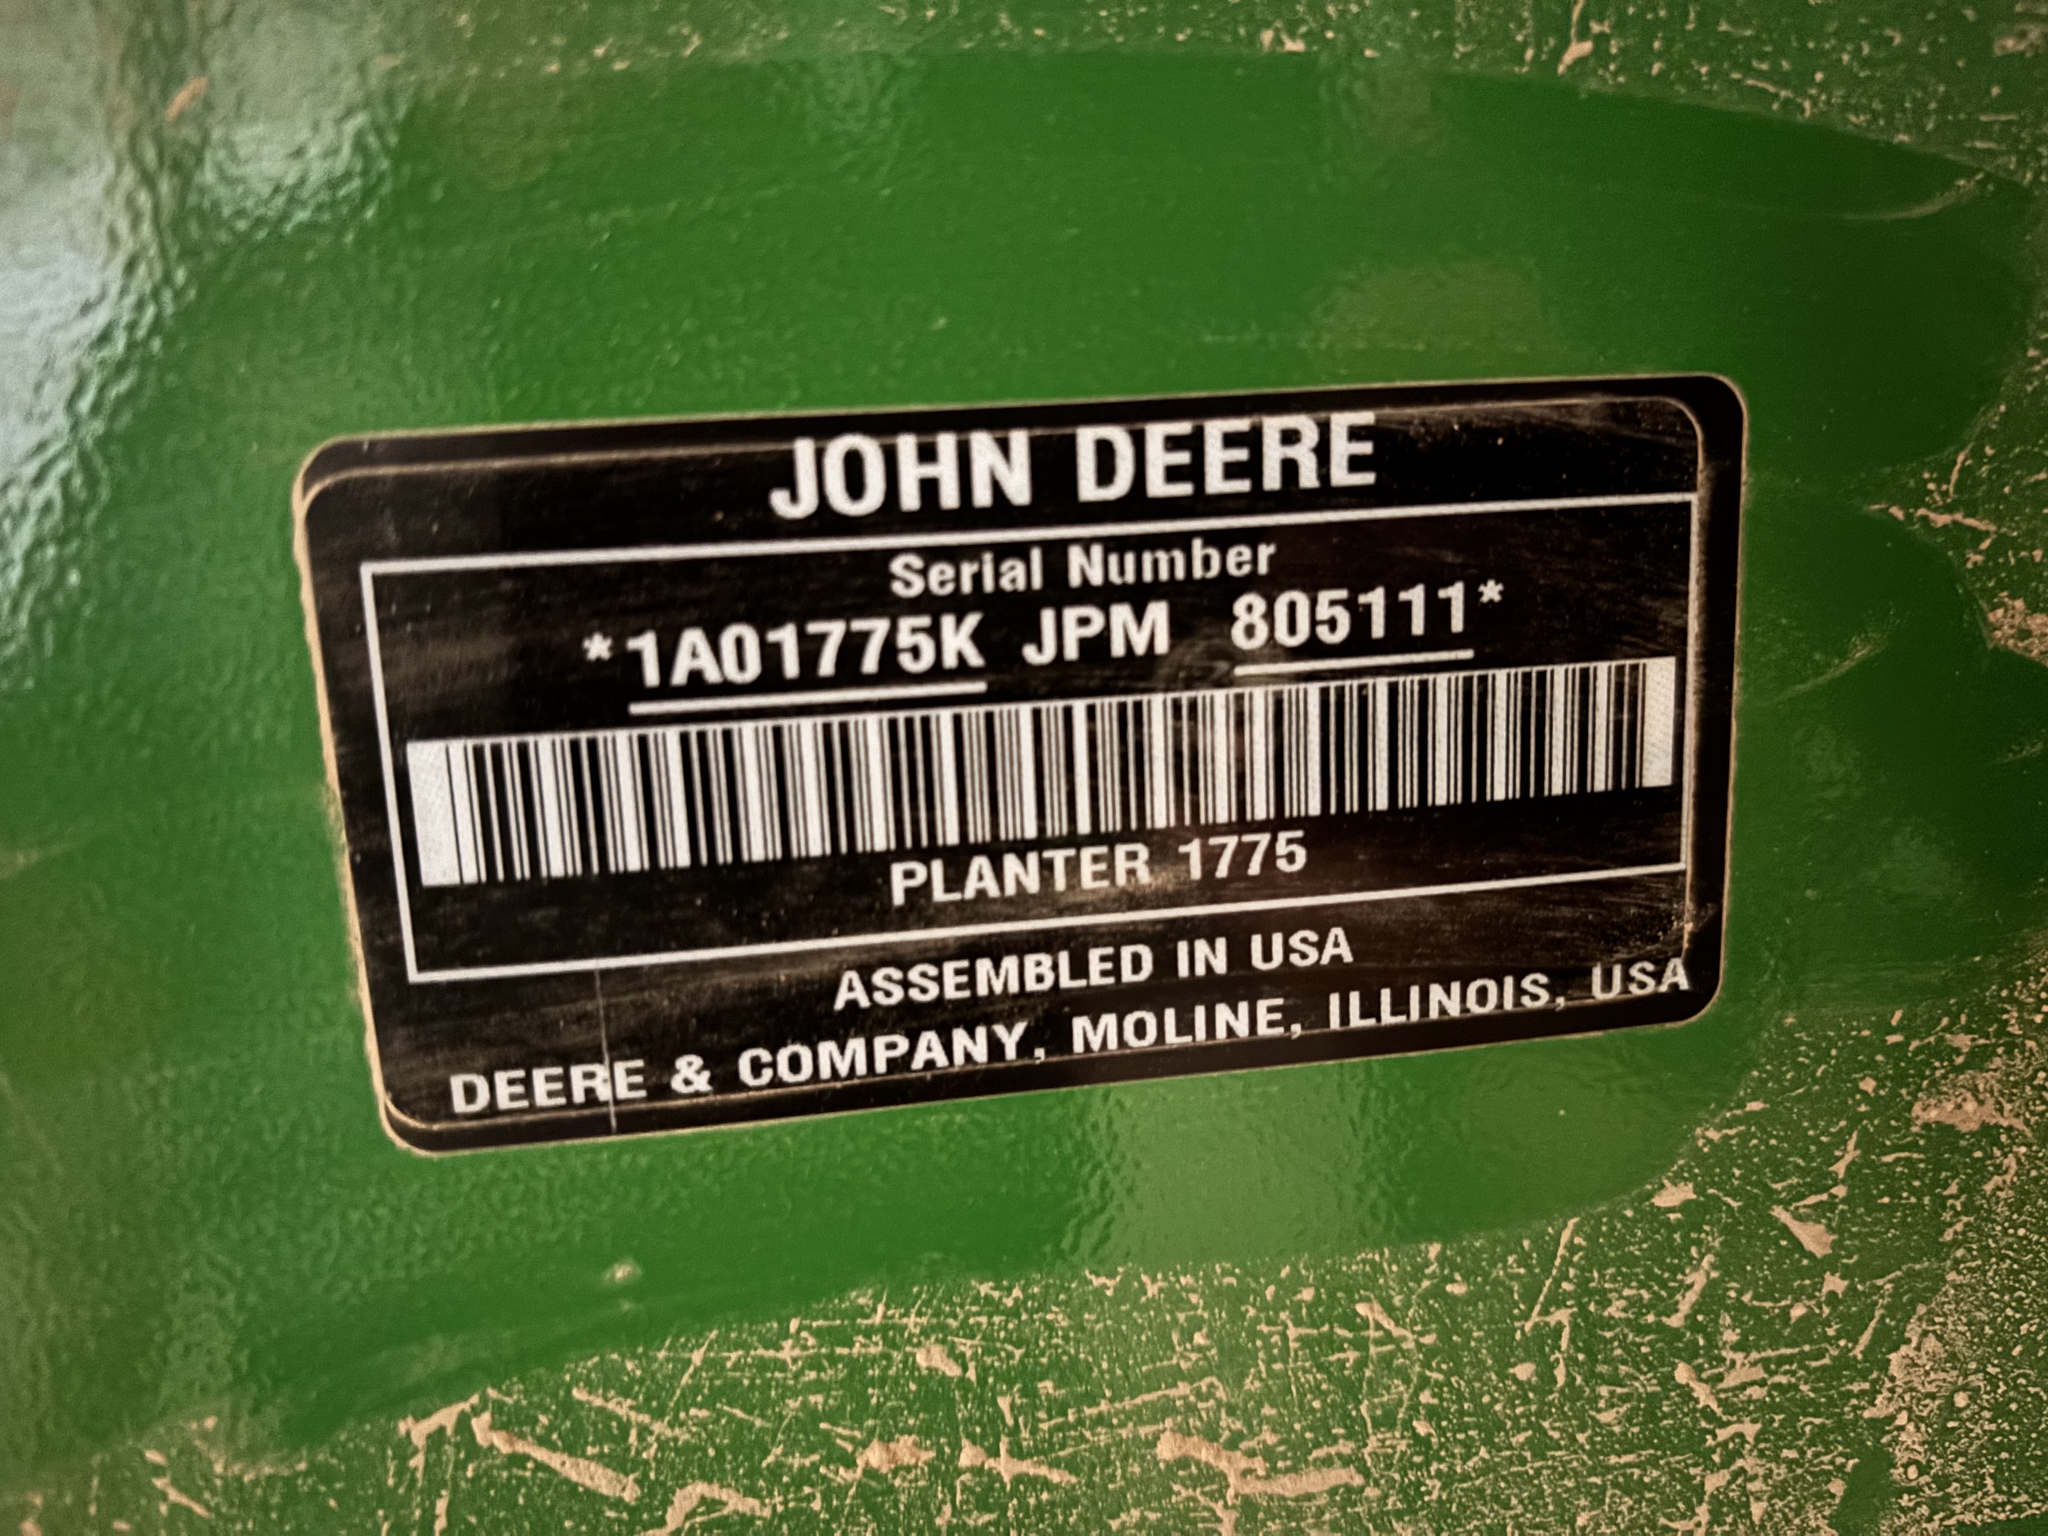 JOHN DEERE
Serial Number
*1A01775K JPM 805111*
PLANTER 1775
ASSEMBLED IN USA
DEERE & COMPANY, MOLINE, ILLINOIS, USA